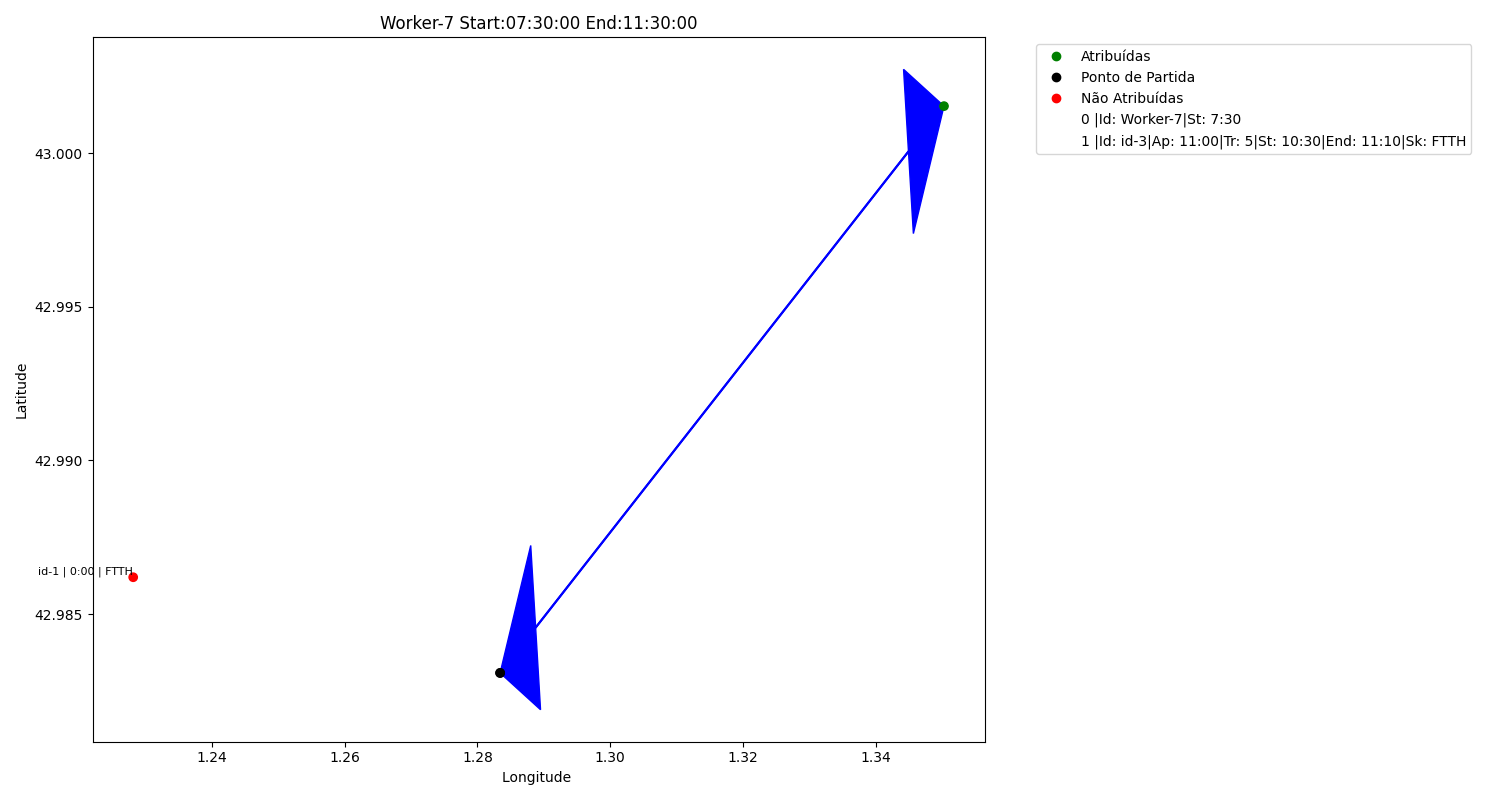 Worker-7 Start:07:30:00 End:11:30:00
Atribuídas
Ponto de Partida
Não Atribuídas
0 |Id: Worker-7|St: 7:30
1 |Id: id-3|Ap: 11:00|Tr: 5|St: 10:30|End: 11:10|Sk: FTTH
43.000
42.995
42.990
42.985
Latitude
id-1 | 0:00 | FTTH
1.24
1.26
1.28
1.30
1.32
1.34
Longitude